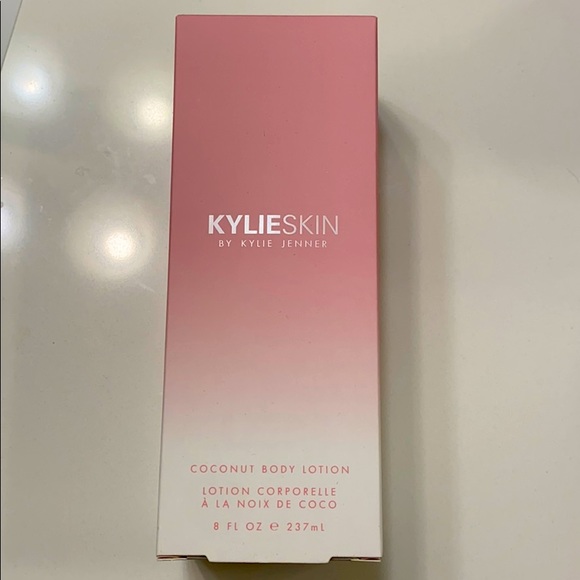 KYLIESKIN
BY KYLIE JENNER
COCONUT BODY LOTION
LOTION CORPORELLE
À LA NOIX DE COCO
8 FL OZ ℮ 237mL